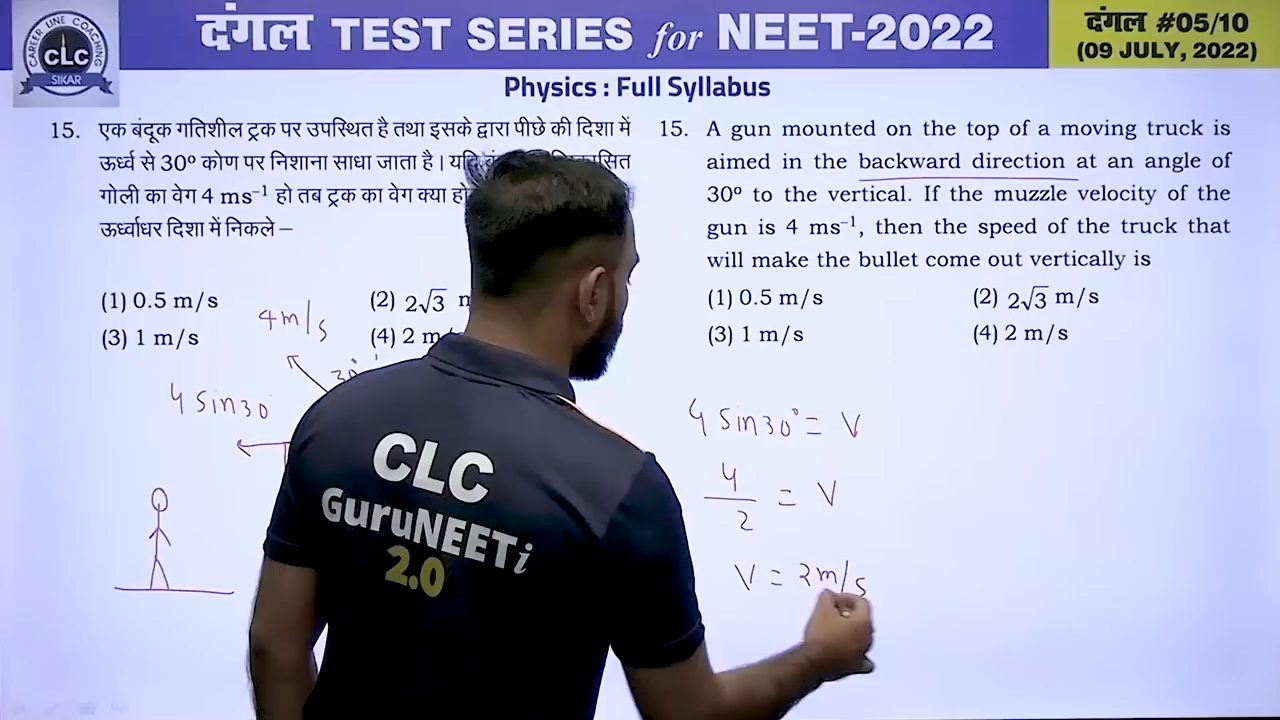 CAREER LINE COACHING
CLC
SIKAR
दंगल TEST SERIES for NEET-2022
दंगल #05/10
(09 JULY, 2022)
Physics : Full Syllabus
15. एक बंदूक गतिशील ट्रक पर उपस्थित है तथा इसके द्वारा पीछे की दिशा में
ऊर्ध्व से 30º कोण पर निशाना साधा जाता है।
गोली का वेग 4 ms⁻¹ हो तब ट्रक का वेग क्या
ऊर्ध्वाधर दिशा में निकले –
(1) 0.5 m/s
(2) 2√3
(3) 1 m/s
(4) 2
15. A gun mounted on the top of a moving truck is
aimed in the backward direction at an angle of
30º to the vertical. If the muzzle velocity of the
gun is 4 ms⁻¹, then the speed of the truck that
will make the bullet come out vertically is
(1) 0.5 m/s
(2) 2√3 m/s
(3) 1 m/s
(4) 2 m/s
4m/s
30°
4 sin30
4 sin30° = V
4/2 = V
V = 2m/s
CLC
GuruNEETi
2.0